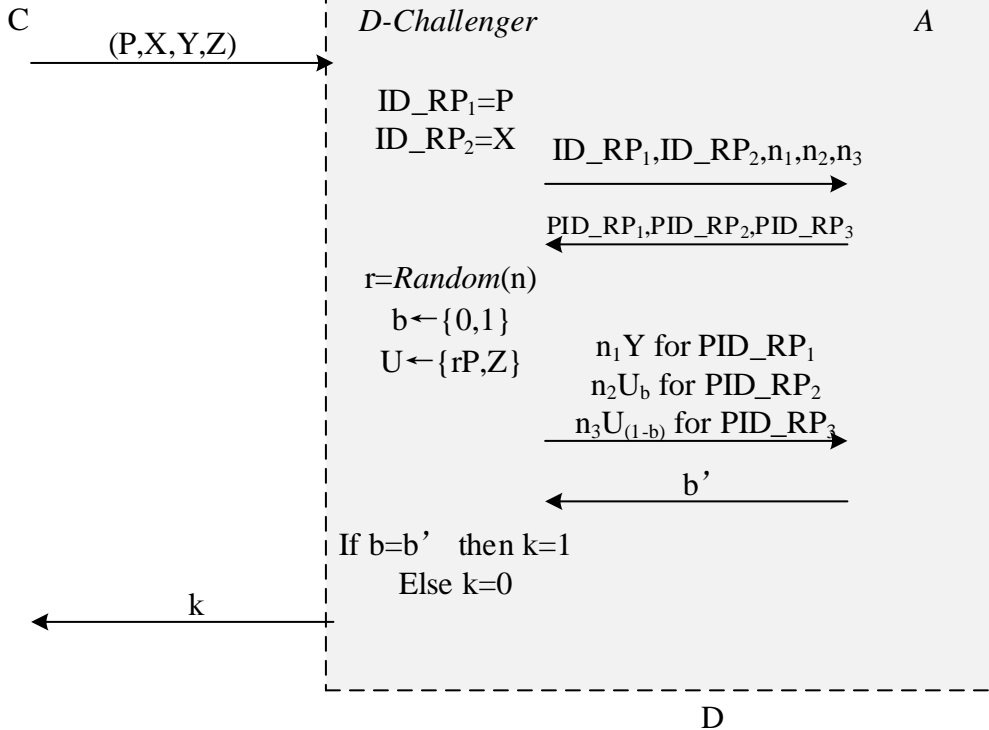 C
D-Challenger
A
(P,X,Y,Z)
ID_RP₁=P
ID_RP₂=X
ID_RP₁,ID_RP₂,n₁,n₂,n₃
PID_RP₁,PID_RP₂,PID_RP₃
r=Random(n)
b←{0,1}
U←{rP,Z}
n₁Y for PID_RP₁
n₂U_b for PID_RP₂
n₃U₍₁₋b₎ for PID_RP₃
b’
If b=b’ then k=1
Else k=0
k
D